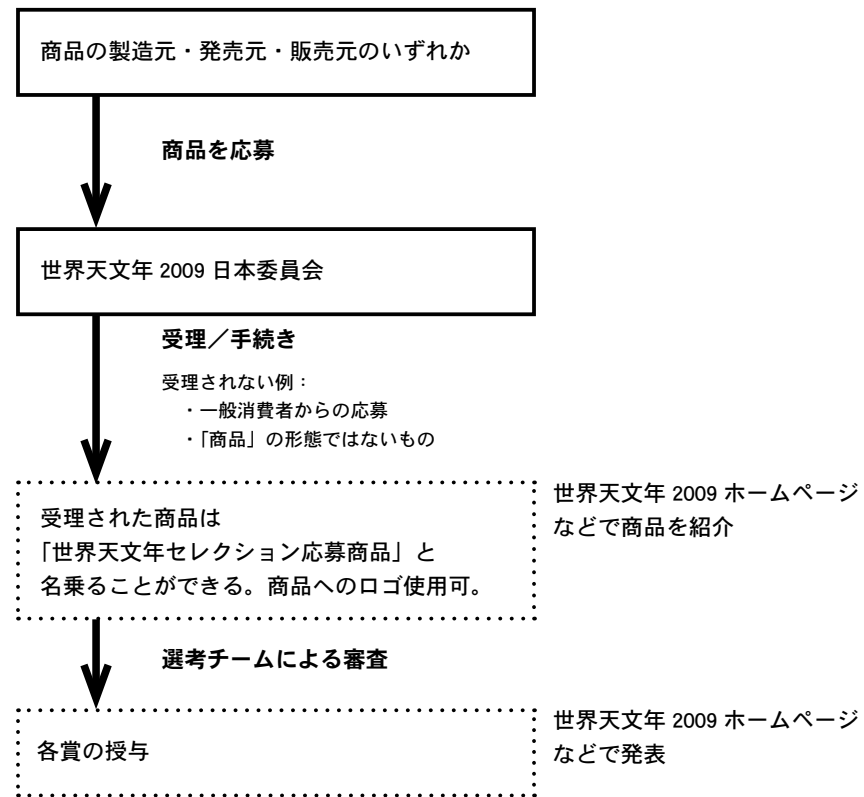 商品の製造元・発売元・販売元のいずれか
商品を応募
世界天文年 2009 日本委員会
受理／手続き
受理されない例：
・一般消費者からの応募
・「商品」の形態ではないもの
受理された商品は
「世界天文年セレクション応募商品」と
名乗ることができる。商品へのロゴ使用可。
世界天文年 2009 ホームページ
などで商品を紹介
選考チームによる審査
各賞の授与
世界天文年 2009 ホームページ
などで発表